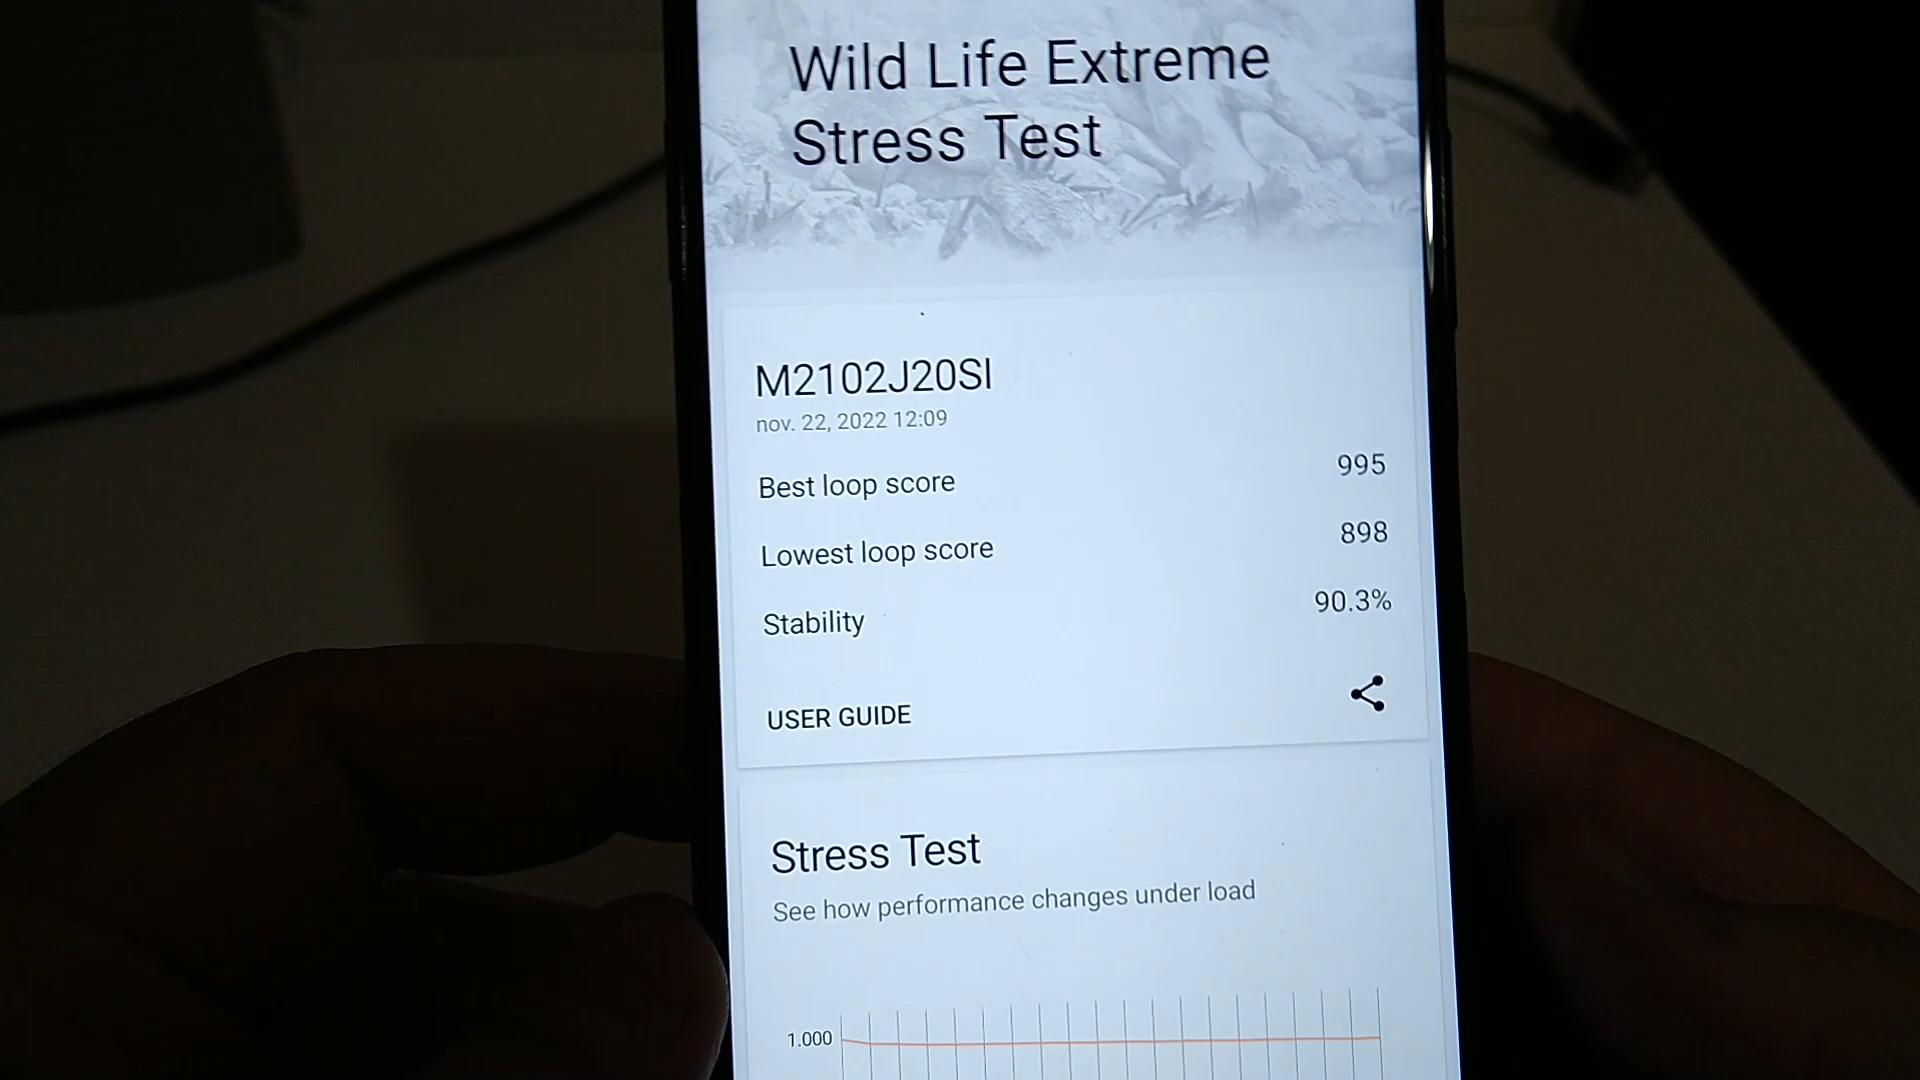 Wild Life Extreme
Stress Test
M2102J20SI
nov. 22, 2022 12:09
Best loop score 995
Lowest loop score 898
Stability 90.3%
USER GUIDE
Stress Test
See how performance changes under load
1.000